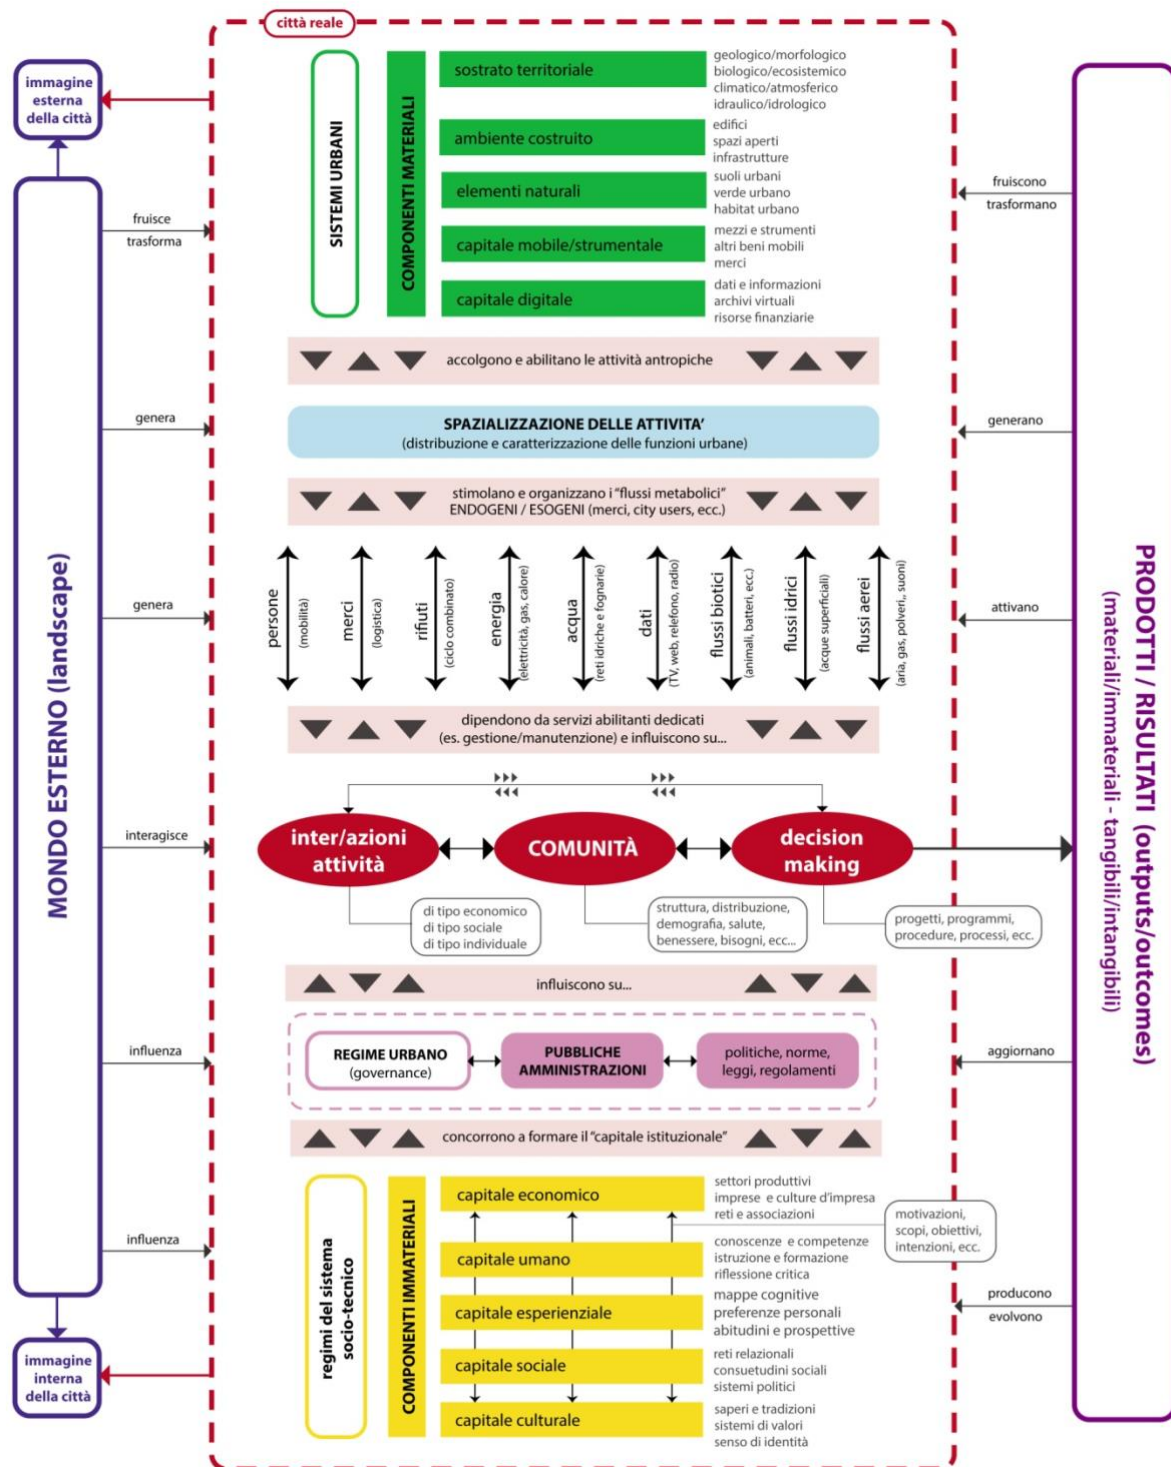 città reale
immagine
esterna
della città
MONDO ESTERNO (landscape)
immagine
interna
della città
fruisce
trasforma
genera
genera
interagisce
influenza
influenza
SISTEMI URBANI
COMPONENTI MATERIALI
sostrato territoriale
geologico/morfologico
biologico/ecosistemico
climatico/atmosferico
idraulico/idrologico
ambiente costruito
edifici
spazi aperti
infrastrutture
elementi naturali
suoli urbani
verde urbano
habitat urbano
capitale mobile/strumentale
mezzi e strumenti
altri beni mobili
merci
capitale digitale
dati e informazioni
archivi virtuali
risorse finanziarie
accolgono e abilitano le attività antropiche
SPAZIALIZZAZIONE DELLE ATTIVITA'
(distribuzione e caratterizzazione delle funzioni urbane)
stimolano e organizzano i "flussi metabolici"
ENDOGENI / ESOGENI (merci, city users, ecc.)
persone
(mobilità)
merci
(logistica)
rifiuti
(ciclo combinato)
energia
(elettricità, gas, calore)
acqua
(reti idriche e fognarie)
dati
(TV, web, relefono, radio)
flussi biotici
(animali, batteri, ecc.)
flussi idrici
(acque superficiali)
flussi aerei
(aria, gas, polveri,, suoni)
dipendono da servizi abilitanti dedicati
(es. gestione/manutenzione) e influiscono su...
inter/azioni
attività
COMUNITÀ
decision
making
di tipo economico
di tipo sociale
di tipo individuale
struttura, distribuzione,
demografia, salute,
benessere, bisogni, ecc...
progetti, programmi,
procedure, processi, ecc.
influiscono su...
REGIME URBANO
(governance)
PUBBLICHE
AMMINISTRAZIONI
politiche, norme,
leggi, regolamenti
concorrono a formare il "capitale istituzionale"
regimi del sistema
socio-tecnico
COMPONENTI IMMATERIALI
capitale economico
settori produttivi
imprese e culture d'impresa
reti e associazioni
motivazioni,
scopi, obiettivi,
intenzioni, ecc.
capitale umano
conoscenze e competenze
istruzione e formazione
riflessione critica
capitale esperienziale
mappe cognitive
preferenze personali
abitudini e prospettive
capitale sociale
reti relazionali
consuetudini sociali
sistemi politici
capitale culturale
saperi e tradizioni
sistemi di valori
senso di identità
fruiscono
trasformano
generano
attivano
aggiornano
producono
evolvono
PRODOTTI / RISULTATI (outputs/outcomes)
(materiali/immateriali - tangibili/intangibili)